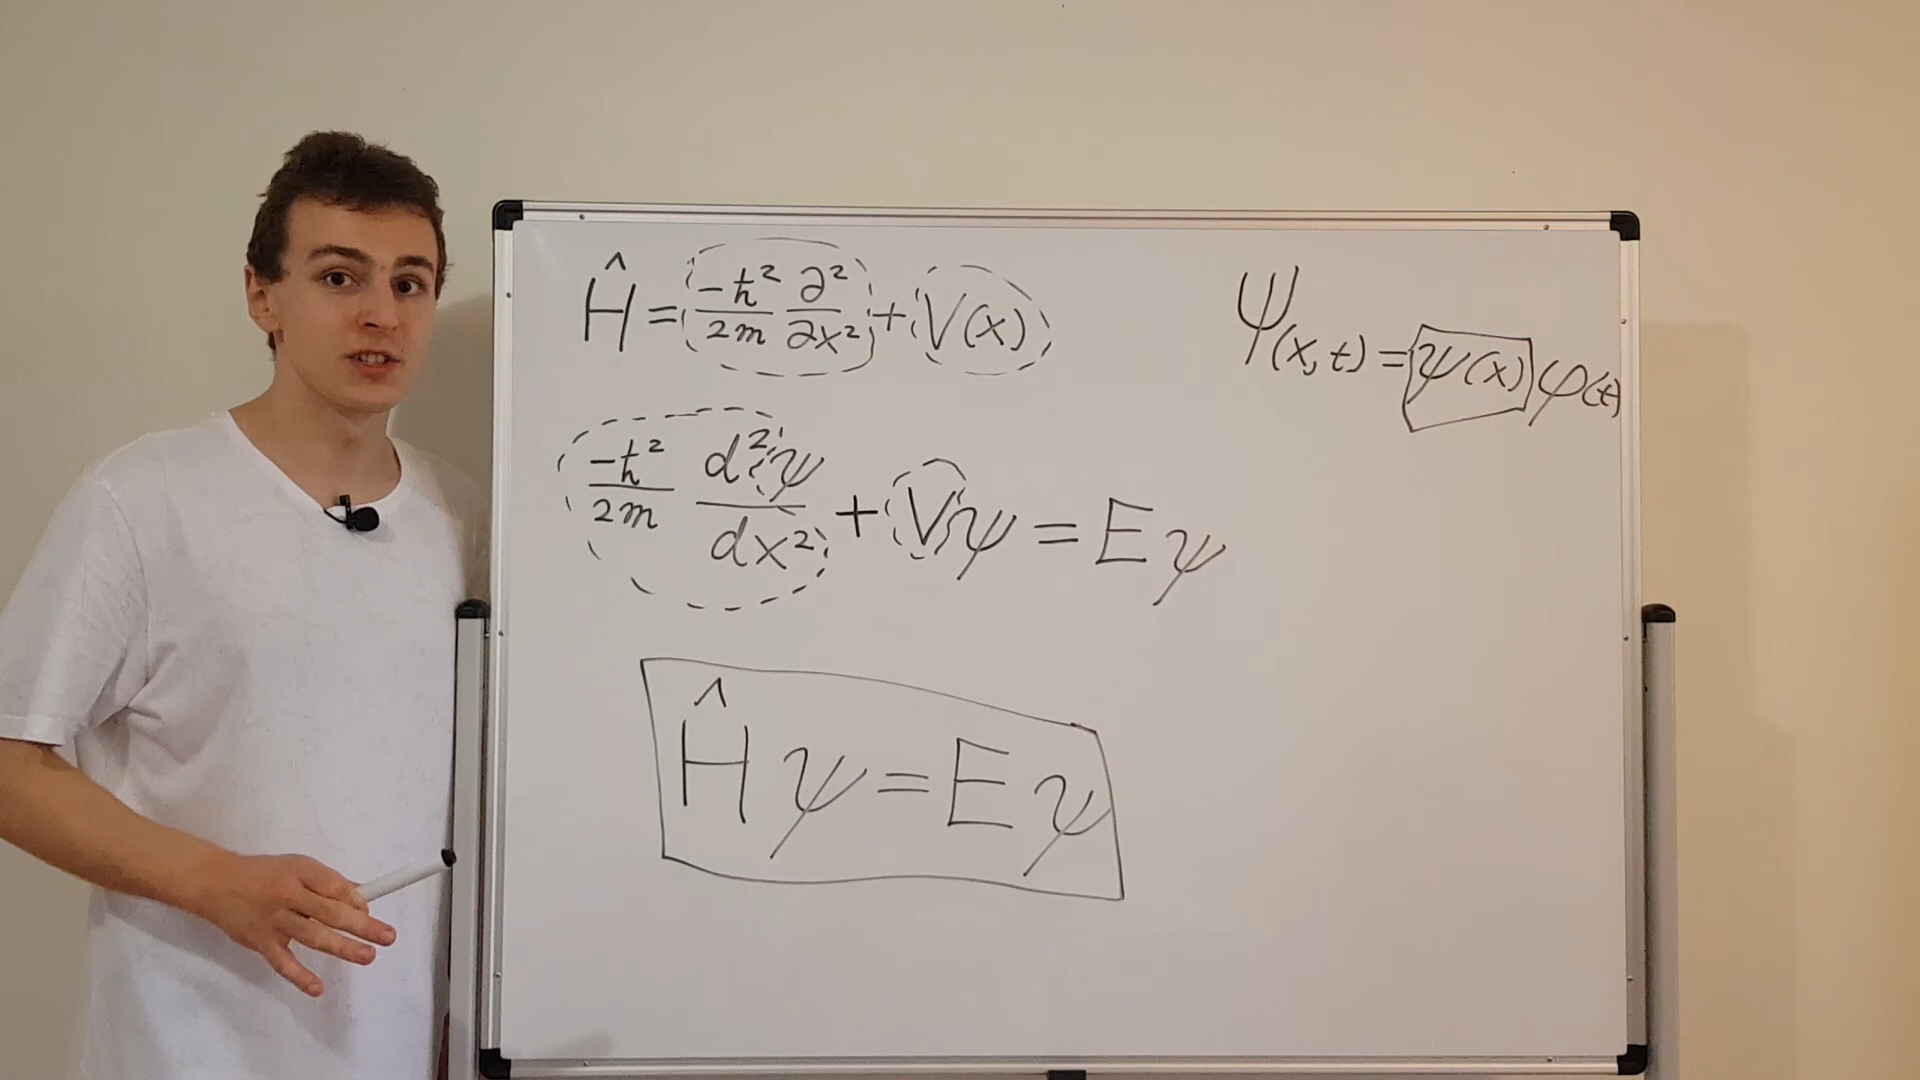 Ĥ = -ħ²/2m ∂²/∂x² + V(x)
Ψ(x,t) = ψ(x) φ(t)
-ħ²/2m d²ψ/dx² + Vψ = Eψ
Ĥψ = Eψ